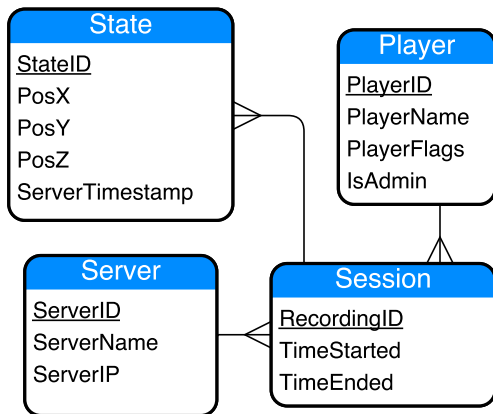 State
StateID
PosX
PosY
PosZ
ServerTimestamp
Player
PlayerID
PlayerName
PlayerFlags
IsAdmin
Server
ServerID
ServerName
ServerIP
Session
RecordingID
TimeStarted
TimeEnded